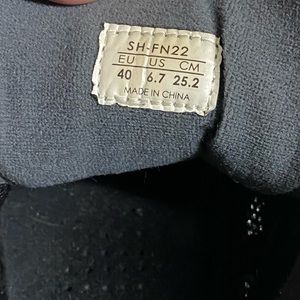 SH-FN22
EU US CM
40 6.7 25.2
MADE IN CHINA